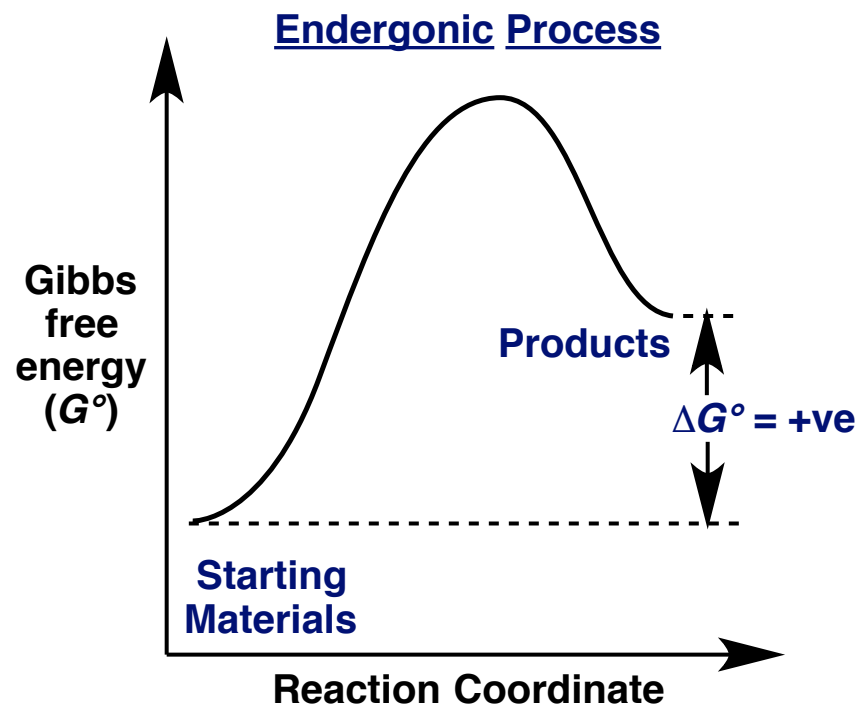 Endergonic Process
Gibbs
free
energy
(G°)
Products
ΔG° = +ve
Starting
Materials
Reaction Coordinate